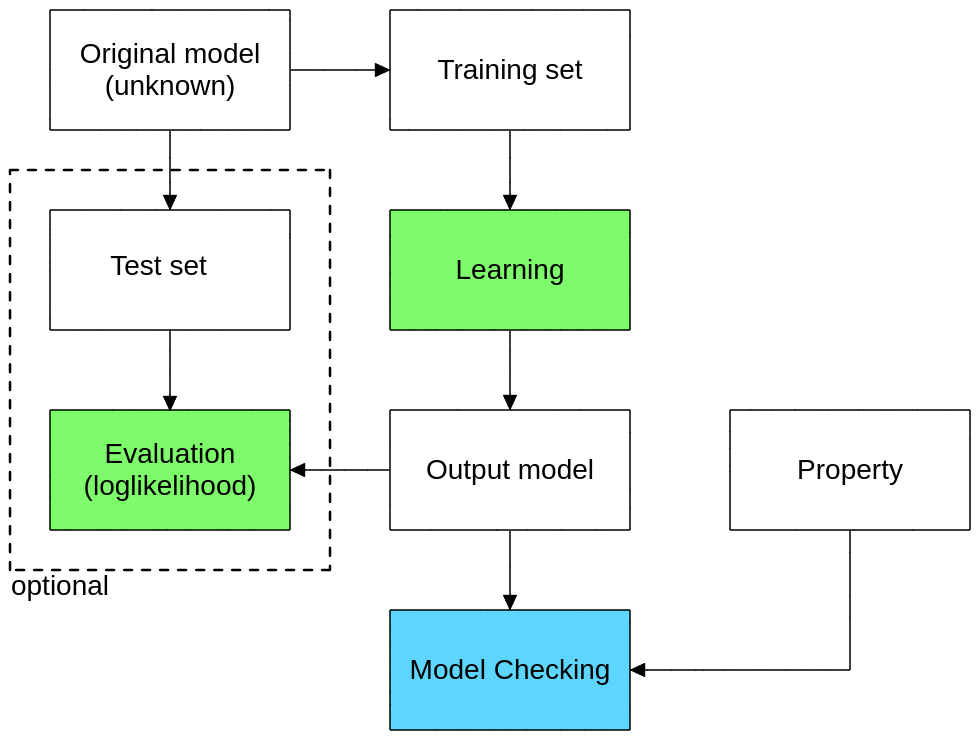 Original model
(unknown)
Training set
Test set
Learning
Evaluation
(loglikelihood)
Output model
Property
optional
Model Checking